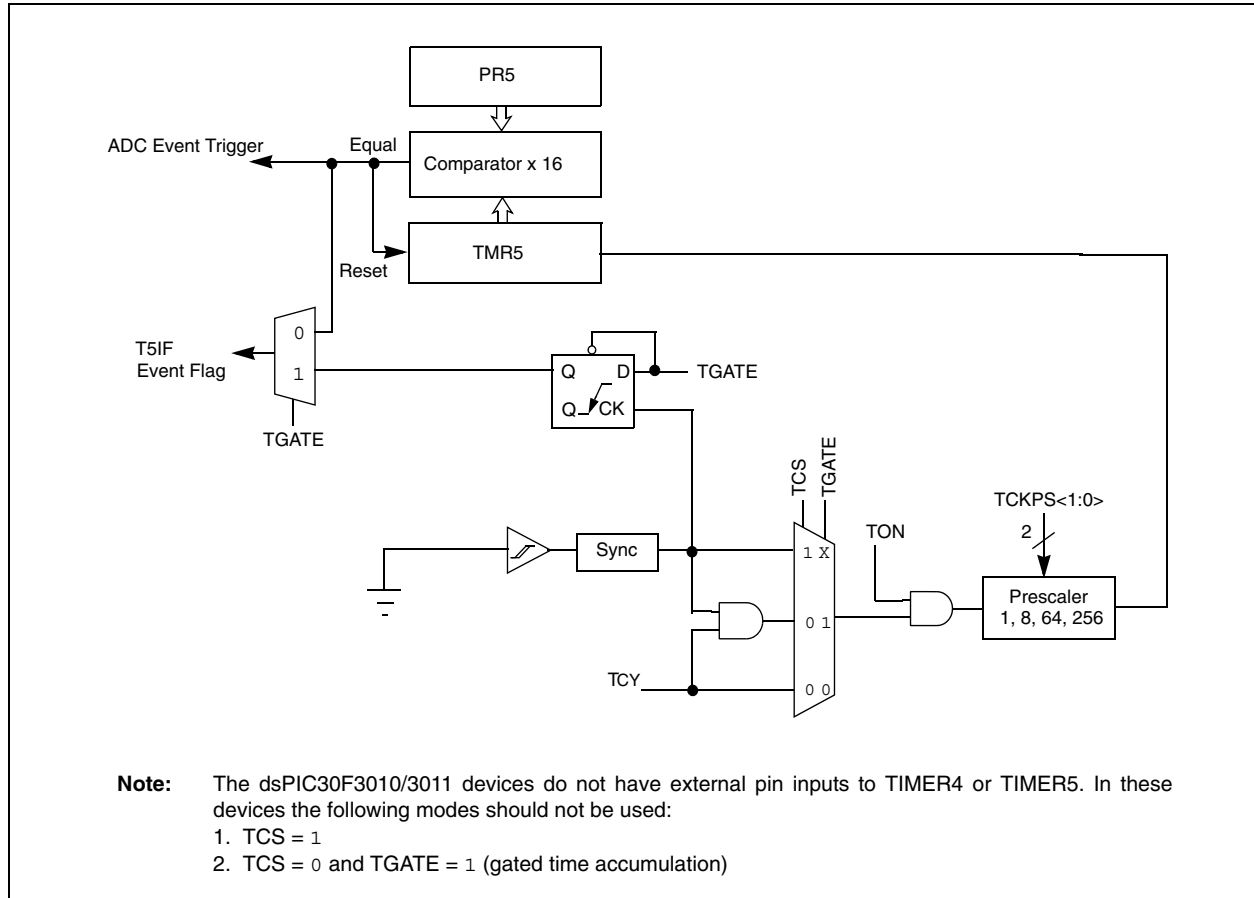 PR5
ADC Event Trigger
Equal
Comparator x 16
TMR5
Reset
0
T5IF
Event Flag
1
TGATE
Q
D
TGATE
Q
CK
TCS
TGATE
TCKPS<1:0>
2
TON
Sync
1 X
Prescaler
1, 8, 64, 256
0 1
TCY
0 0
Note: The dsPIC30F3010/3011 devices do not have external pin inputs to TIMER4 or TIMER5. In these
devices the following modes should not be used:
1. TCS = 1
2. TCS = 0 and TGATE = 1 (gated time accumulation)